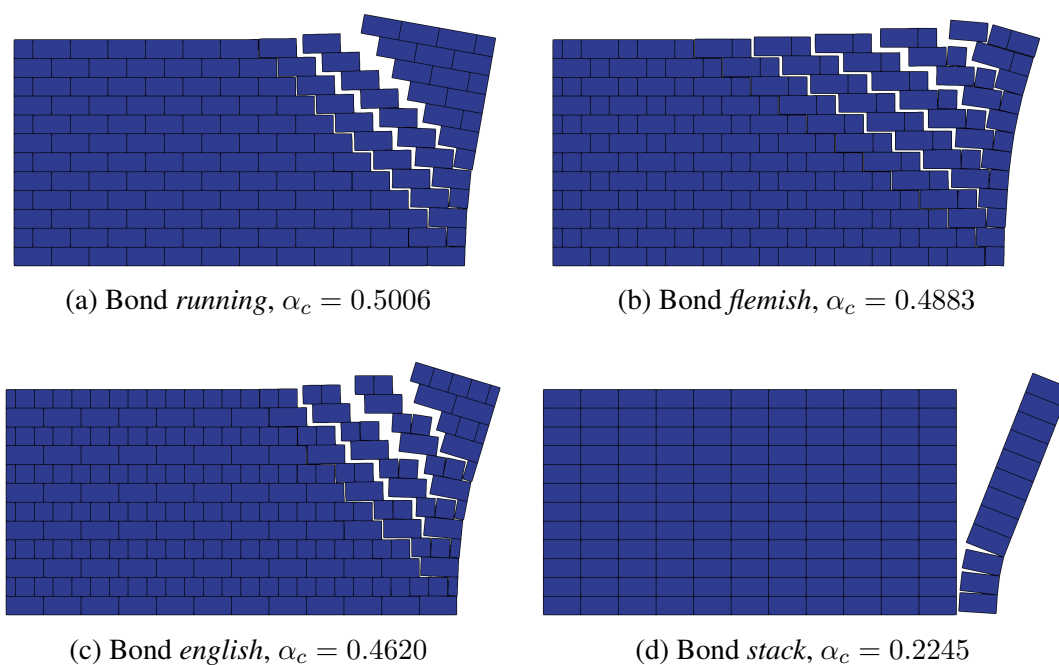 (a) Bond running, αc = 0.5006
(b) Bond flemish, αc = 0.4883
(c) Bond english, αc = 0.4620
(d) Bond stack, αc = 0.2245